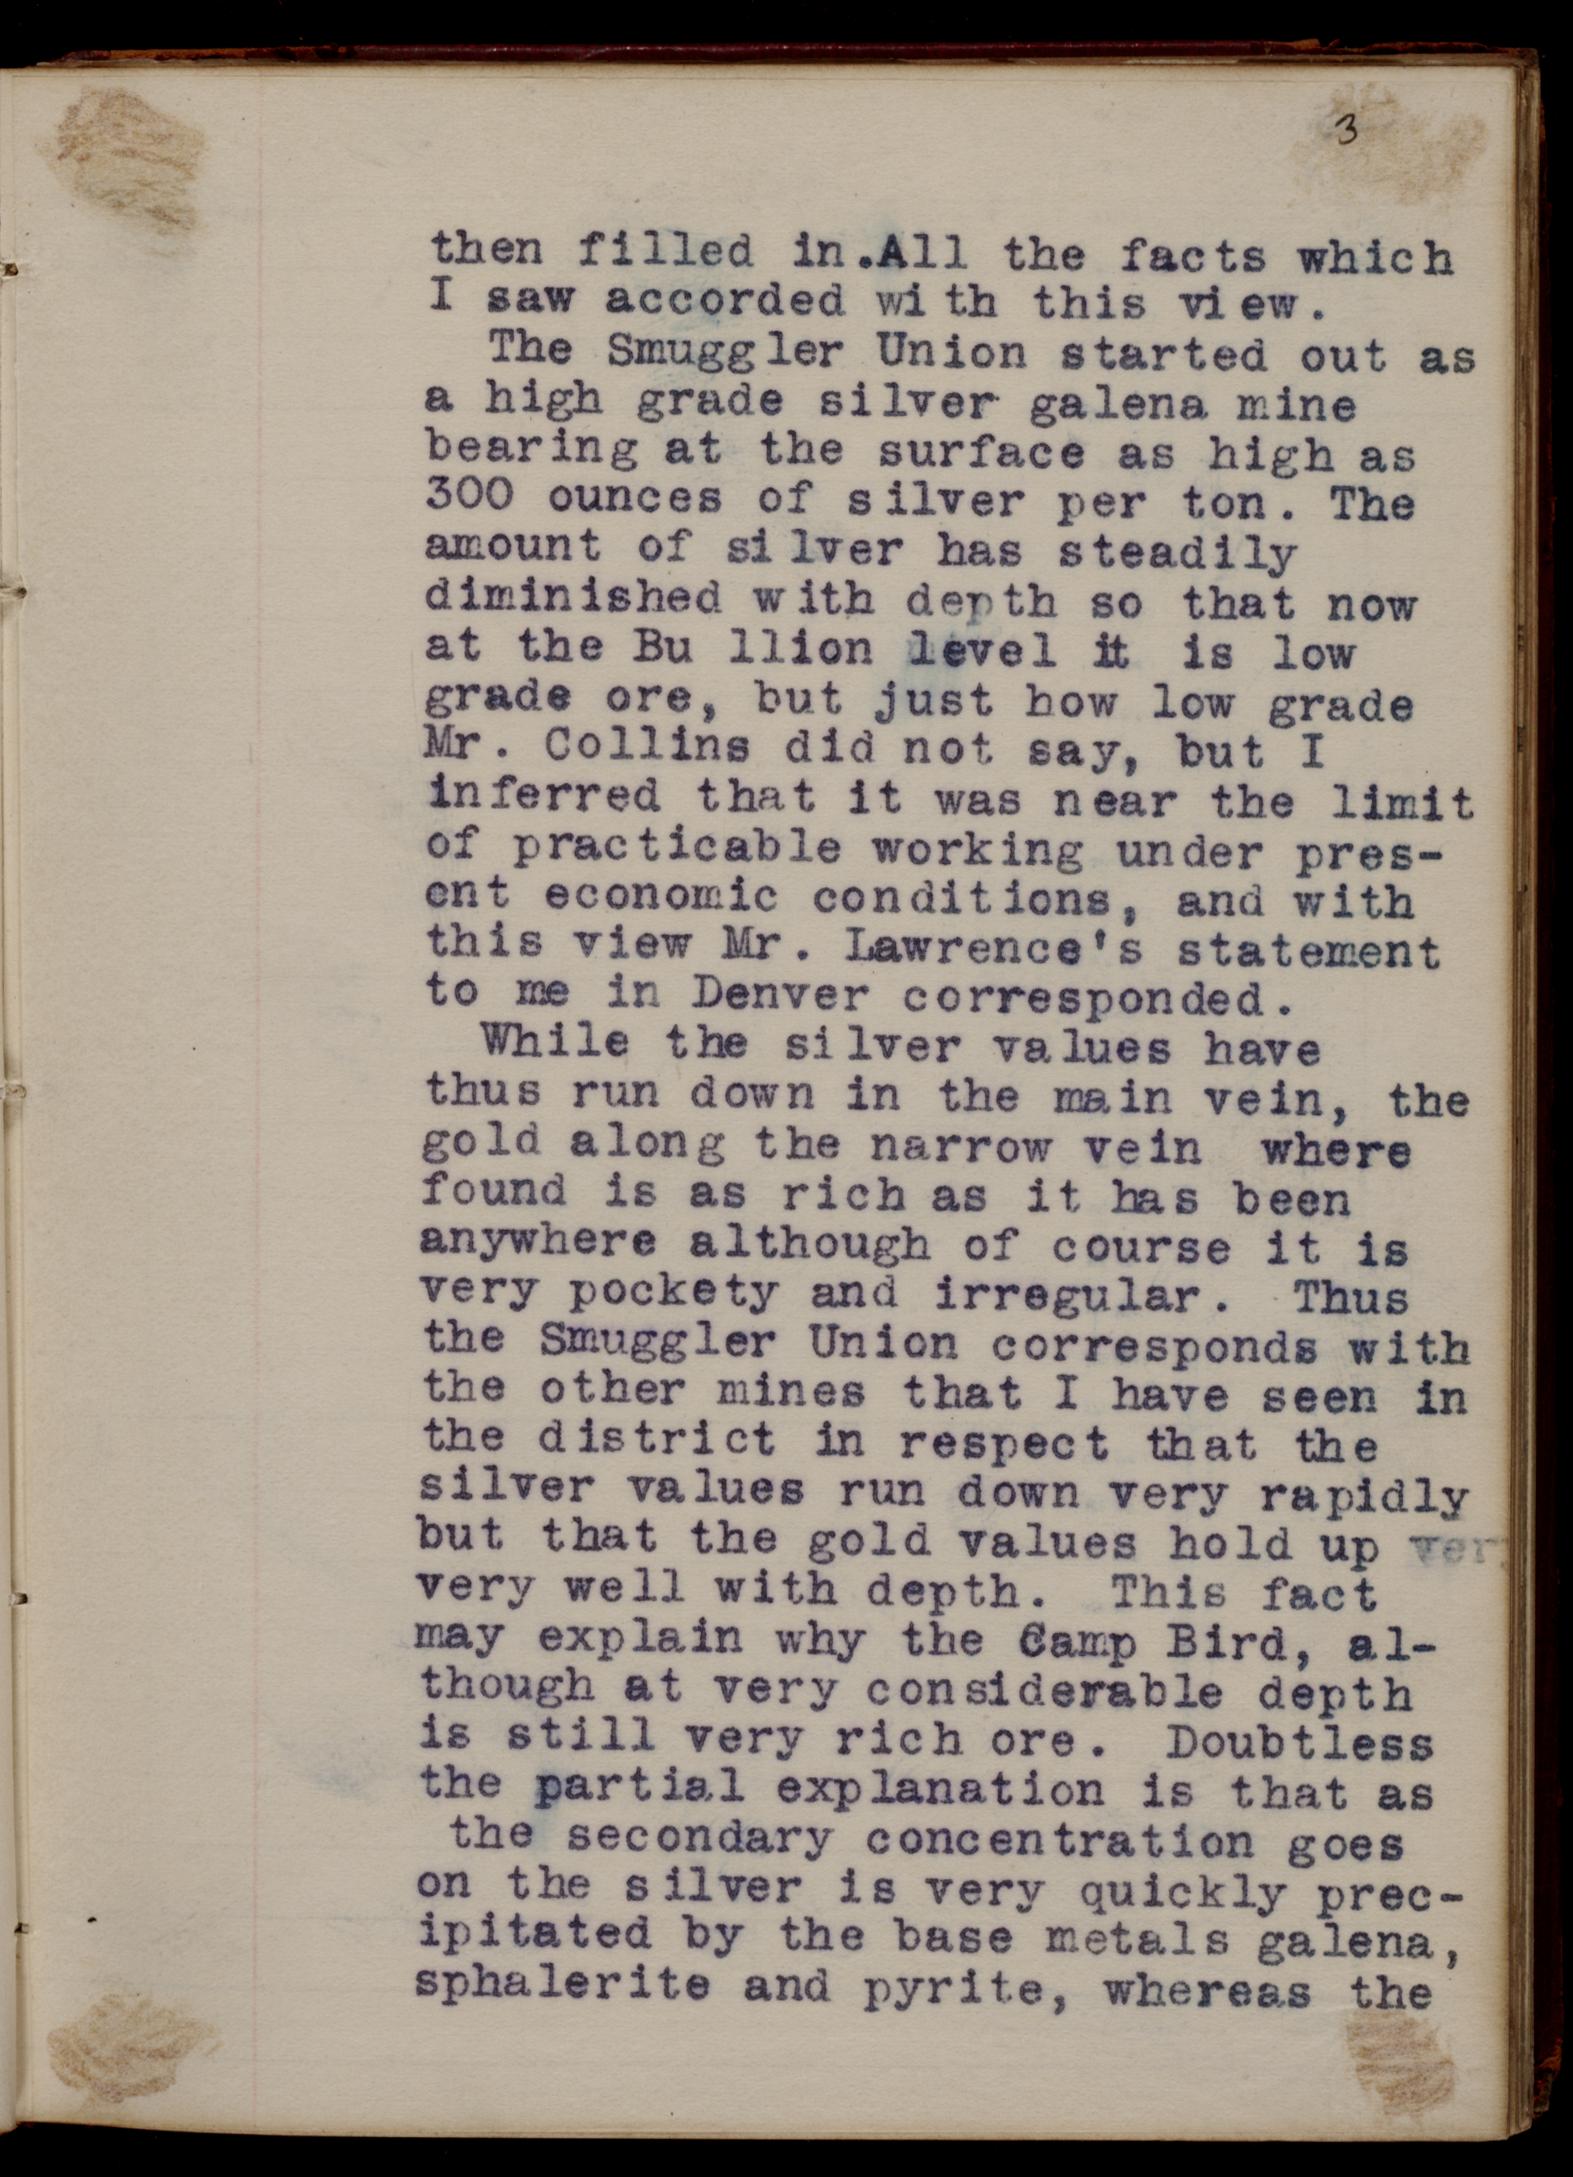 3
then filled in.All the facts which
I saw accorded with this view.
The Smuggler Union started out as
a high grade silver galena mine
bearing at the surface as high as
300 ounces of silver per ton. The
amount of silver has steadily
diminished with depth so that now
at the Bu llion level it is low
grade ore, but just how low grade
Mr. Collins did not say, but I
inferred that it was near the limit
of practicable working under pres-
ent economic conditions, and with
this view Mr. Lawrence's statement
to me in Denver corresponded.
While the silver values have
thus run down in the main vein, the
gold along the narrow vein where
found is as rich as it has been
anywhere although of course it is
very pockety and irregular. Thus
the Smuggler Union corresponds with
the other mines that I have seen in
the district in respect that the
silver values run down very rapidly
but that the gold values hold up ver
very well with depth. This fact
may explain why the Camp Bird, al-
though at very considerable depth
is still very rich ore. Doubtless
the partial explanation is that as
the secondary concentration goes
on the silver is very quickly prec-
ipitated by the base metals galena,
sphalerite and pyrite, whereas the